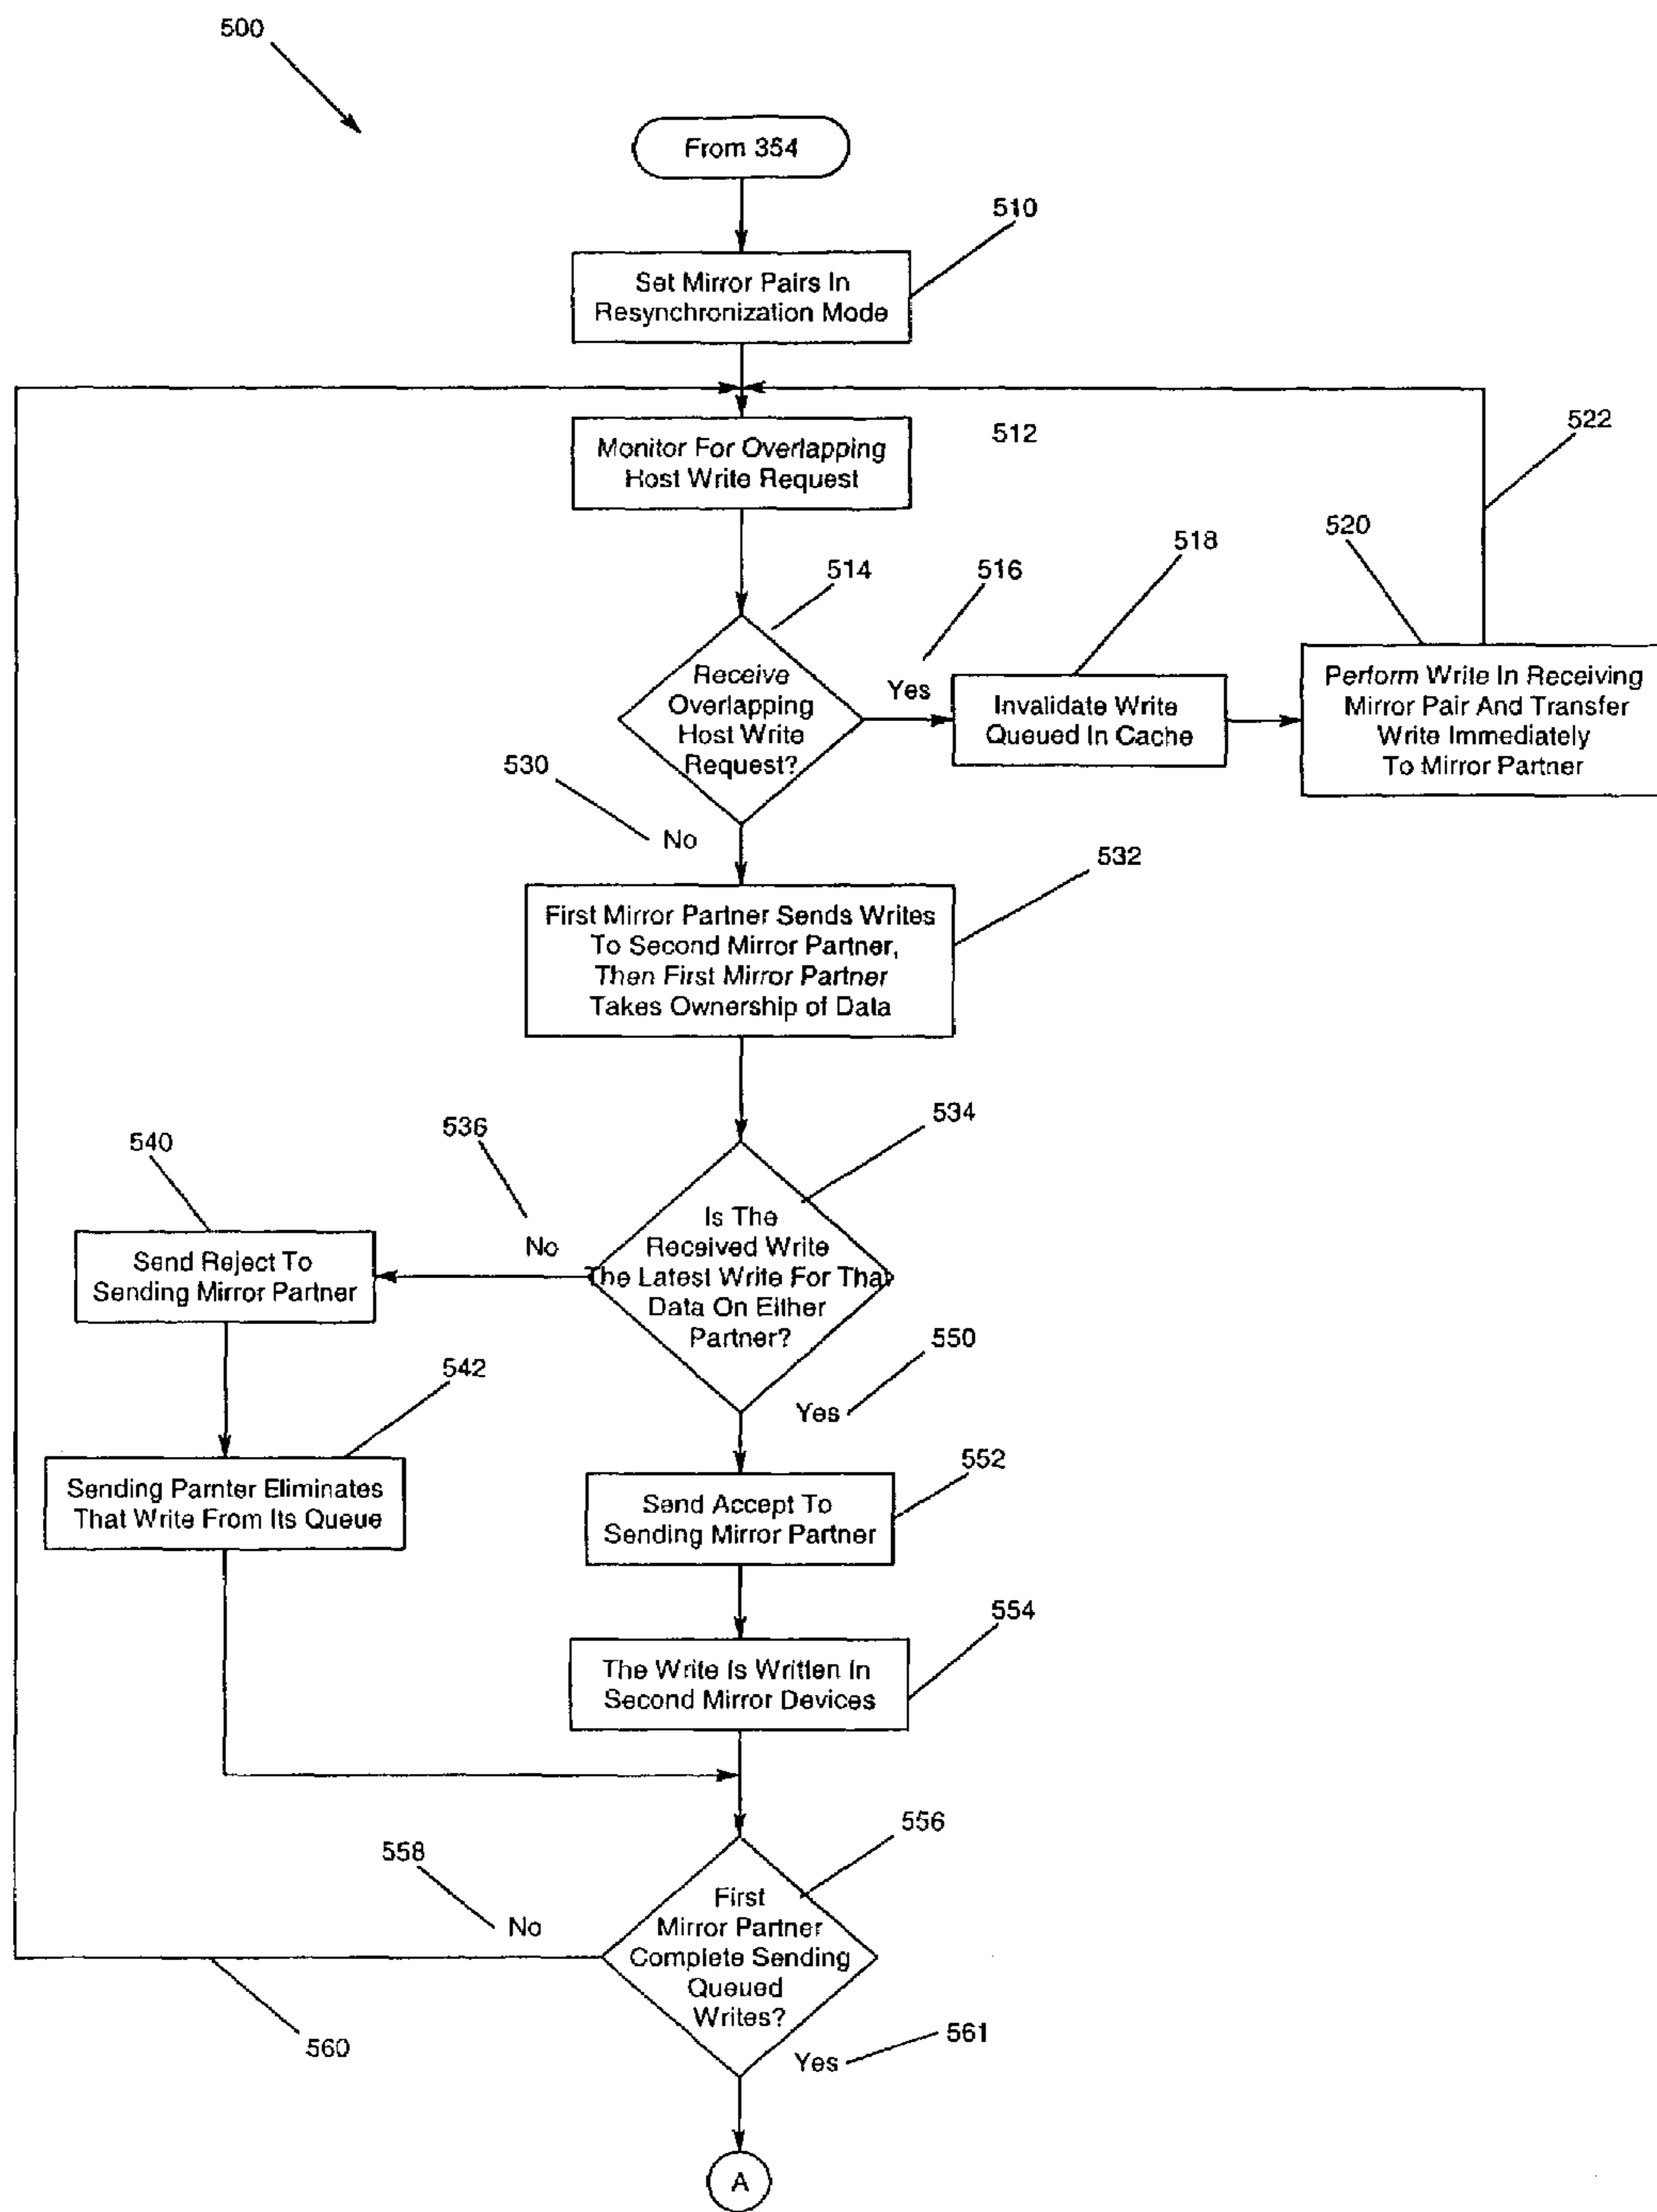 500
From 354
510
Set Mirror Pairs In
Resynchronization Mode
512
Monitor For Overlapping
Host Write Request
522
520
518
516
514
Receive
Overlapping
Host Write
Request?
Yes
Invalidate Write
Queued In Cache
Perform Write In Receiving
Mirror Pair And Transfer
Write Immediately
To Mirror Partner
530
No
532
First Mirror Partner Sends Writes
To Second Mirror Partner,
Then First Mirror Partner
Takes Ownership of Data
534
536
540
Is The
Received Write
The Latest Write For That
Data On Either
Partner?
No
Send Reject To
Sending Mirror Partner
550
Yes
542
Sending Parnter Eliminates
That Write From Its Queue
552
Send Accept To
Sending Mirror Partner
554
The Write Is Written In
Second Mirror Devices
556
558
No
First
Mirror Partner
Complete Sending
Queued
Writes?
560
561
Yes
A